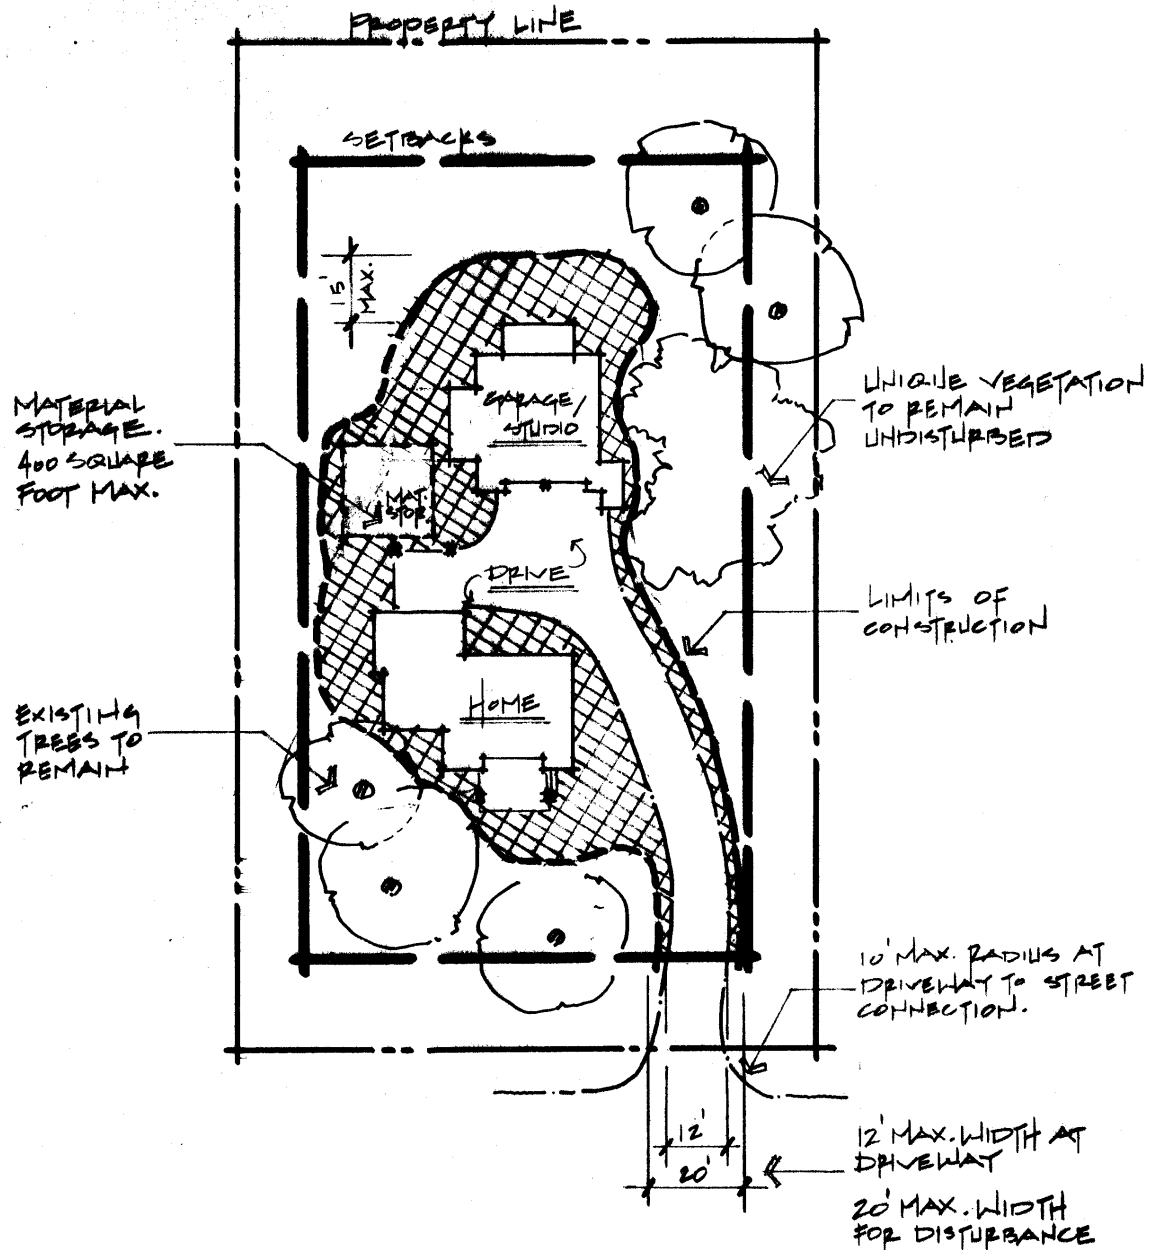 PROPERTY LINE
SETBACKS
15'
MAX.
MATERIAL
STORAGE.
400 SQUARE
FOOT MAX.
GARAGE/
STUDIO
MAT.
STOR.
UNIQUE VEGETATION
TO REMAIN
UNDISTURBED
DRIVE
LIMITS OF
CONSTRUCTION
HOME
EXISTING
TREES TO
REMAIN
10' MAX. RADIUS AT
DRIVEWAY TO STREET
CONNECTION.
12'
20'
12' MAX. WIDTH AT
DRIVEWAY
20' MAX. WIDTH
FOR DISTURBANCE